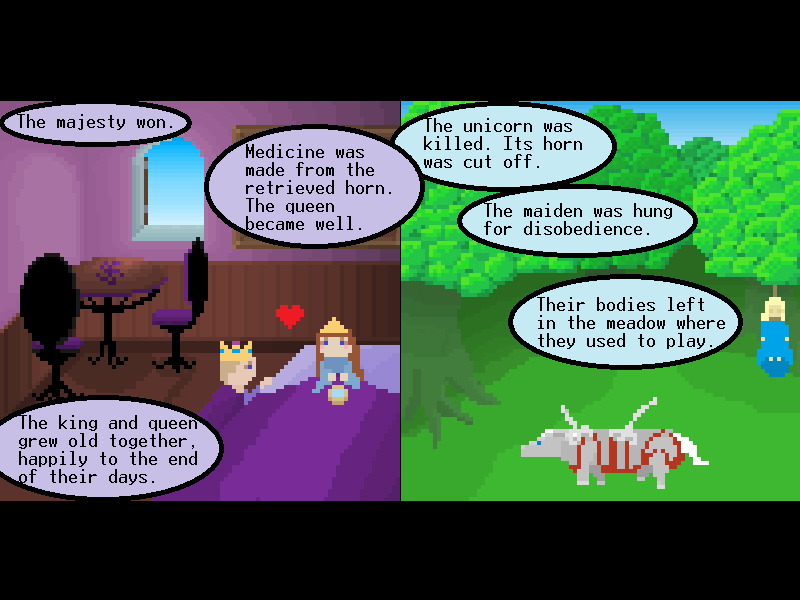 The majesty won.
Medicine was
made from the
retrieved horn.
The queen
became well.
The king and queen
grew old together,
happily to the end
of their days.
The unicorn was
killed. Its horn
was cut off.
The maiden was hung
for disobedience.
Their bodies left
in the meadow where
they used to play.